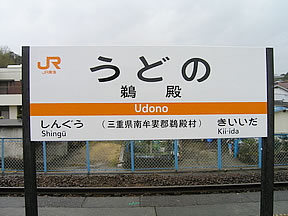 JR
JR東海
うどの
鵜殿
Udono
しんぐう
Shingū
（三重県南牟婁郡鵜殿村）
きいいだ
Kii-ida